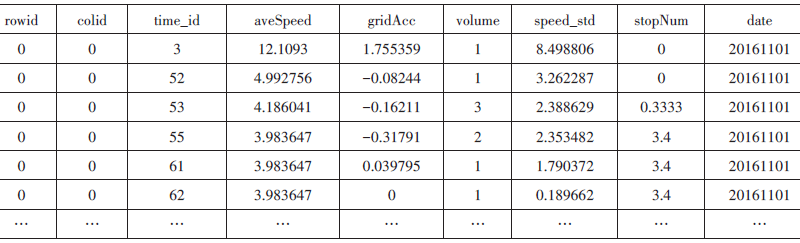 rowid colid time_id aveSpeed gridAcc volume speed_std stopNum date
0 0 3 12.1093 1.755359 1 8.498806 0 20161101
0 0 52 4.992756 -0.08244 1 3.262287 0 20161101
0 0 53 4.186041 -0.16211 3 2.388629 0.3333 20161101
0 0 55 3.983647 -0.31791 2 2.353482 3.4 20161101
0 0 61 3.983647 0.039795 1 1.790372 3.4 20161101
0 0 62 3.983647 0 1 0.189662 3.4 20161101
… … … … … … … … …